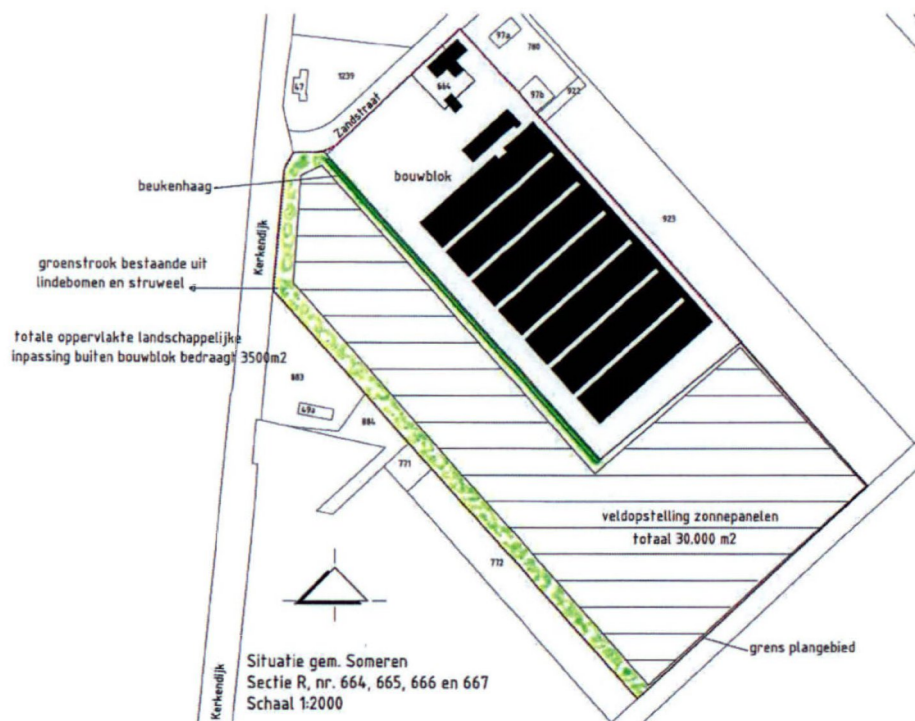 97a
780
47
1239
664
97b
922
Zandstraat
beukenhaag
bouwblok
923
Kerkendijk
groenstrook bestaande uit
lindebomen en struweel
totale oppervlakte landschappelijke
inpassing buiten bouwblok bedraagt 3500m2
883
49a
884
771
veldopstelling zonnepanelen
totaal 30.000 m2
772
grens plangebied
Situatie gem. Someren
Sectie R, nr. 664, 665, 666 en 667
Schaal 1:2000
Kerkendijk